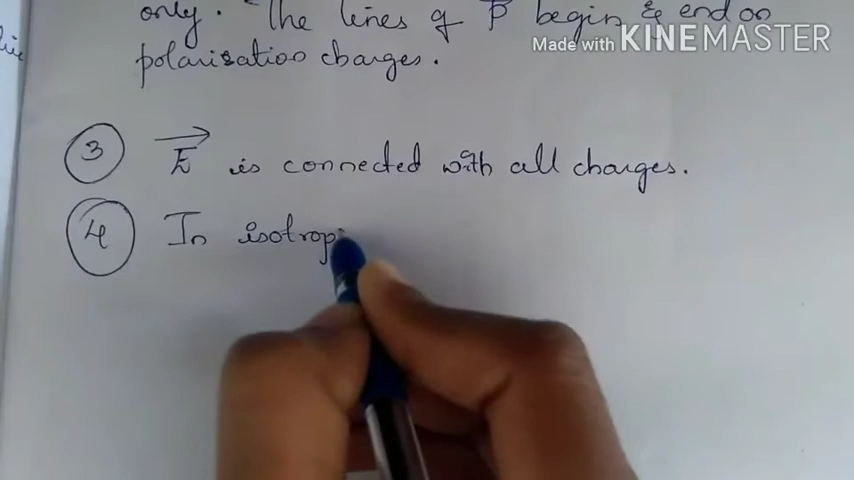 only. The lines of P begin & end on
Made with KINEMASTER
polarisation charges.
3 E is connected with all charges.
4 In isotrop